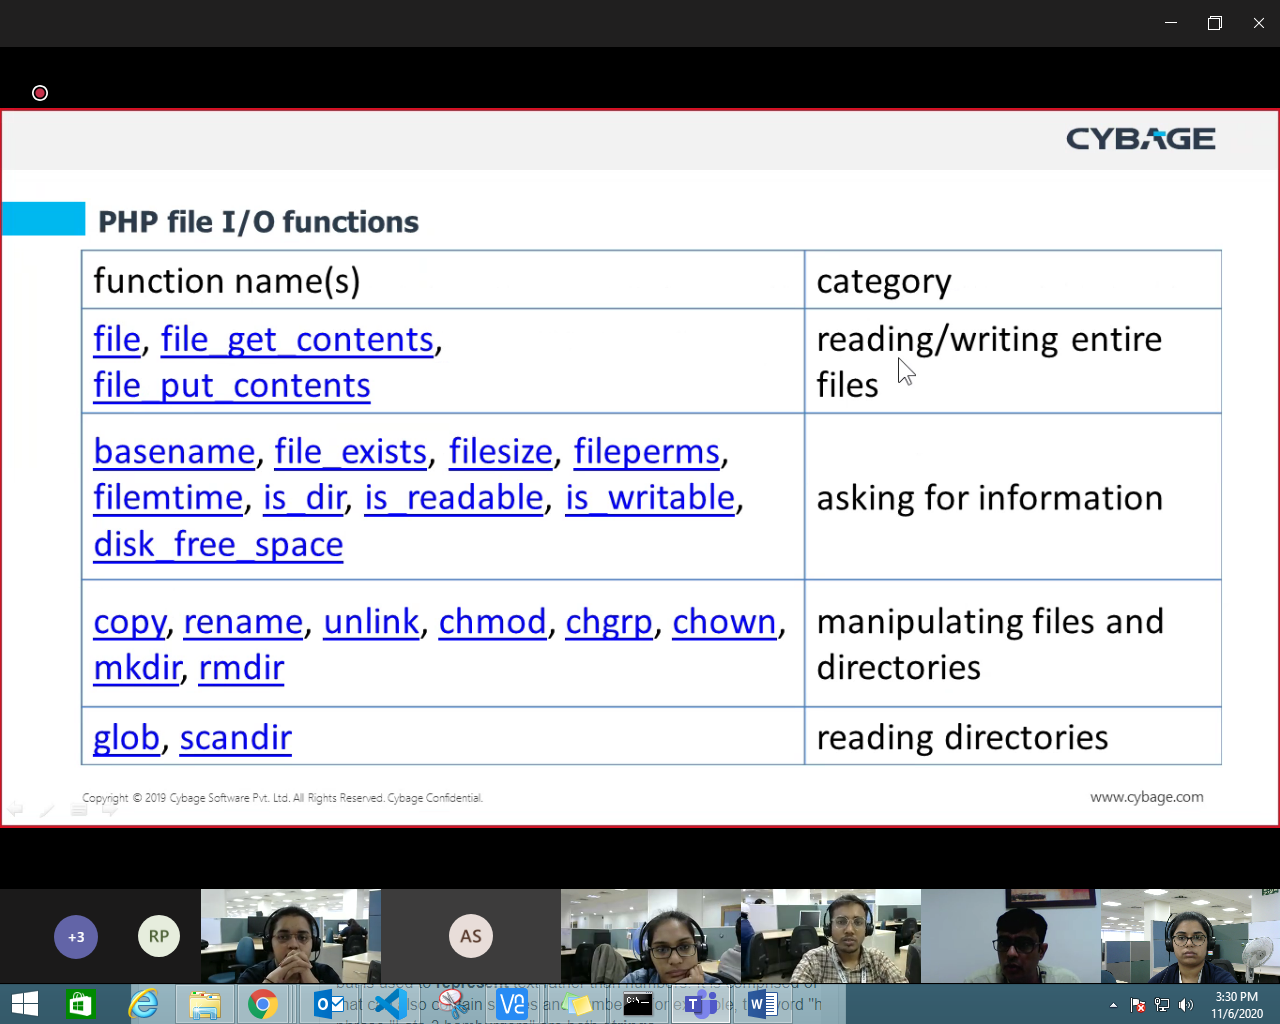 CYBAGE
PHP file I/O functions
function name(s) category
file, file_get_contents,
file_put_contents
reading/writing entire
files
basename, file_exists, filesize, fileperms,
filemtime, is_dir, is_readable, is_writable,
disk_free_space
asking for information
copy, rename, unlink, chmod, chgrp, chown,
mkdir, rmdir
manipulating files and
directories
glob, scandir reading directories
Copyright © 2019 Cybage Software Pvt. Ltd. All Rights Reserved. Cybage Confidential.
www.cybage.com
+3
RP
AS
3:30 PM
11/6/2020